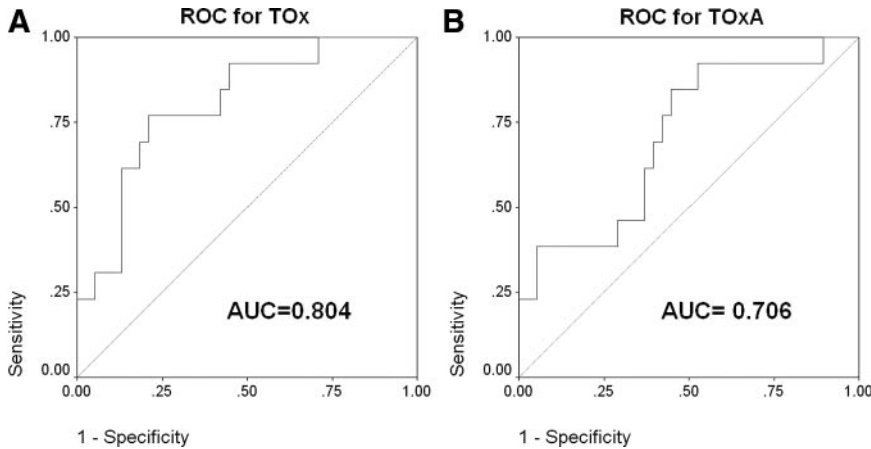 A
ROC for TOx
1.00
.75
.50
.25
0.00
Sensitivity
AUC=0.804
0.00
.25
.50
.75
1.00
1 - Specificity
B
ROC for TOxA
1.00
.75
.50
.25
0.00
Sensitivity
AUC= 0.706
0.00
.25
.50
.75
1.00
1 - Specificity